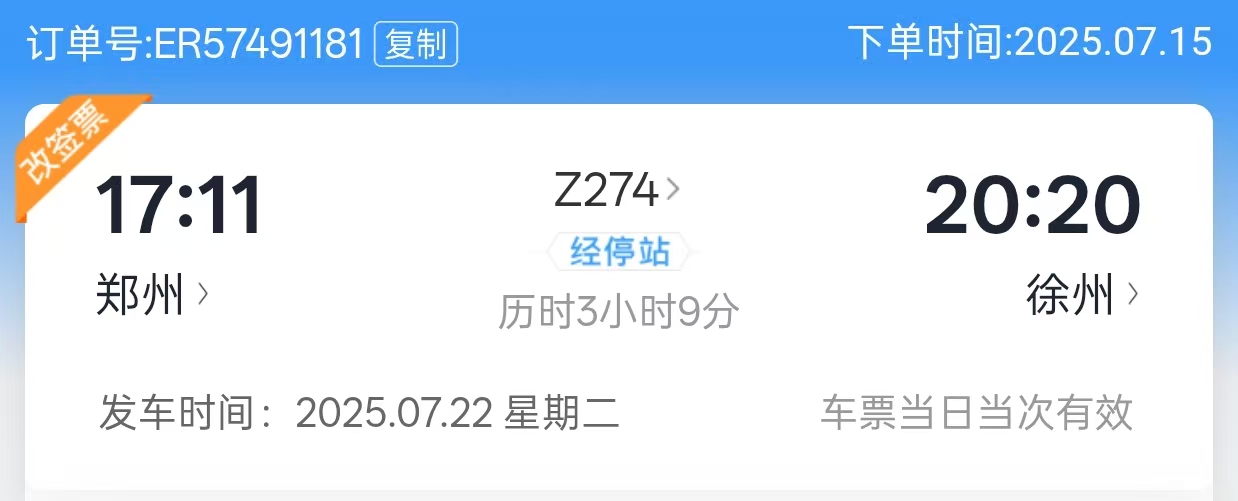 订单号:ER57491181 复制 下单时间:2025.07.15
改签票
17:11 Z274 20:20
经停站
郑州 徐州
历时3小时9分
发车时间：2025.07.22 星期二 车票当日当次有效